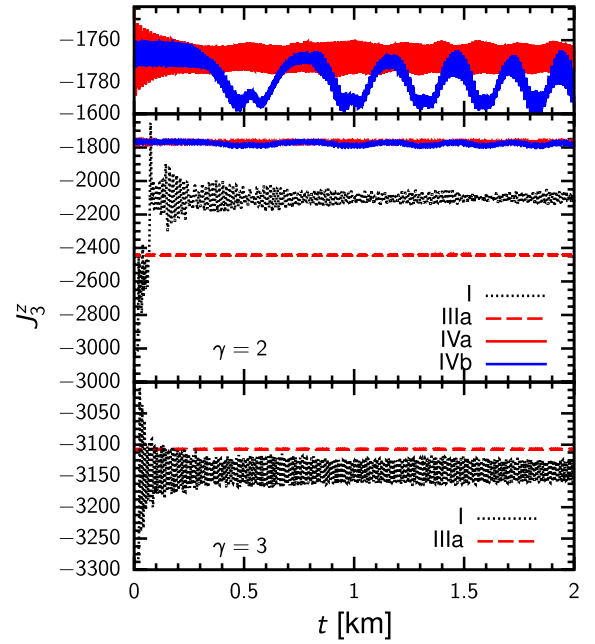 −1760
−1780
−1600
−1800
−2000
−2200
−2400
−2600
−2800
−3000
J₃ᶻ
I
IIIa
IVa
IVb
γ = 2
−3050
−3100
−3150
−3200
−3250
−3300
I
IIIa
γ = 3
0 0.5 1 1.5 2
t [km]